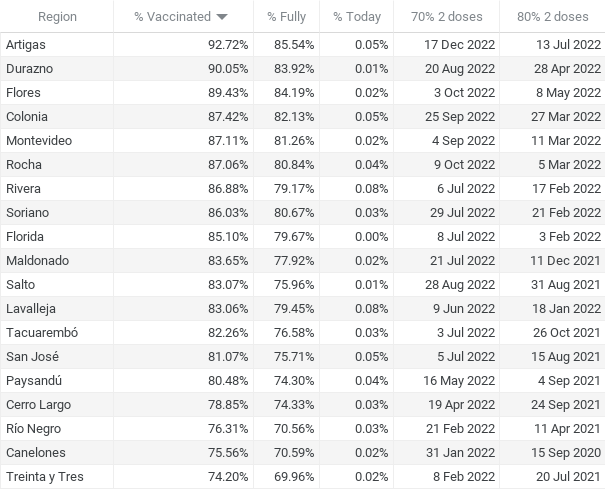 Region % Vaccinated % Fully % Today 70% 2 doses 80% 2 doses
Artigas 92.72% 85.54% 0.05% 17 Dec 2022 13 Jul 2022
Durazno 90.05% 83.92% 0.01% 20 Aug 2022 28 Apr 2022
Flores 89.43% 84.19% 0.02% 3 Oct 2022 8 May 2022
Colonia 87.42% 82.13% 0.05% 25 Sep 2022 27 Mar 2022
Montevideo 87.11% 81.26% 0.02% 4 Sep 2022 11 Mar 2022
Rocha 87.06% 80.84% 0.04% 9 Oct 2022 5 Mar 2022
Rivera 86.88% 79.17% 0.08% 6 Jul 2022 17 Feb 2022
Soriano 86.03% 80.67% 0.03% 29 Jul 2022 21 Feb 2022
Florida 85.10% 79.67% 0.00% 8 Jul 2022 3 Feb 2022
Maldonado 83.65% 77.92% 0.02% 21 Jul 2022 11 Dec 2021
Salto 83.07% 75.96% 0.01% 28 Aug 2022 31 Aug 2021
Lavalleja 83.06% 79.45% 0.08% 9 Jun 2022 18 Jan 2022
Tacuarembó 82.26% 76.58% 0.03% 3 Jul 2022 26 Oct 2021
San José 81.07% 75.71% 0.05% 5 Jul 2022 15 Aug 2021
Paysandú 80.48% 74.30% 0.04% 16 May 2022 4 Sep 2021
Cerro Largo 78.85% 74.33% 0.03% 19 Apr 2022 24 Sep 2021
Río Negro 76.31% 70.56% 0.03% 21 Feb 2022 11 Apr 2021
Canelones 75.56% 70.59% 0.02% 31 Jan 2022 15 Sep 2020
Treinta y Tres 74.20% 69.96% 0.02% 8 Feb 2022 20 Jul 2021